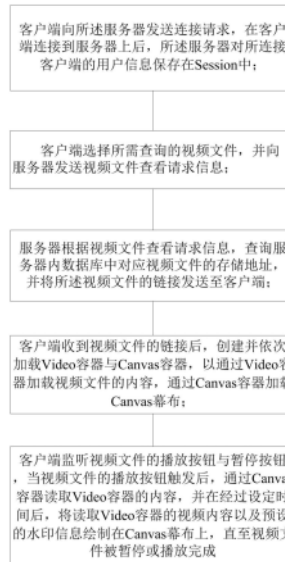 客户端向所述服务器发送连接请求，在客户
端连接到服务器上后，所述服务器对所连接
客户端的用户信息保存在Session中；
客户端选择所需查询的视频文件，并向
服务器发送视频文件查看请求信息；
服务器根据视频文件查看请求信息，查询服
务器内数据库中对应视频文件的存储地址，
并将所述视频文件的链接发送至客户端；
客户端收到视频文件的链接后，创建并依次
加载Video容器与Canvas容器，以通过Video容
器加载视频文件的内容，通过Canvas容器加载
Canvas幕布；
客户端监听视频文件的播放按钮与暂停按钮
，当视频文件的播放按钮触发后，通过Canvas
容器读取Video容器的内容，并在经过设定时
间后，将读取Video容器的视频内容以及预设
的水印信息绘制在Canvas幕布上，直至视频文
件被暂停或播放完成